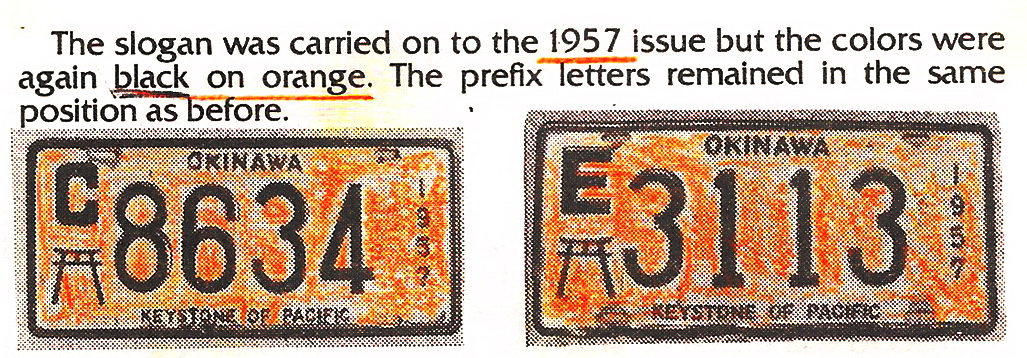 The slogan was carried on to the 1957 issue but the colors were
again black on orange. The prefix letters remained in the same
position as before.
OKINAWA
C 8634
1957
KEYSTONE OF PACIFIC
OKINAWA
E 3113
1957
KEYSTONE OF PACIFIC